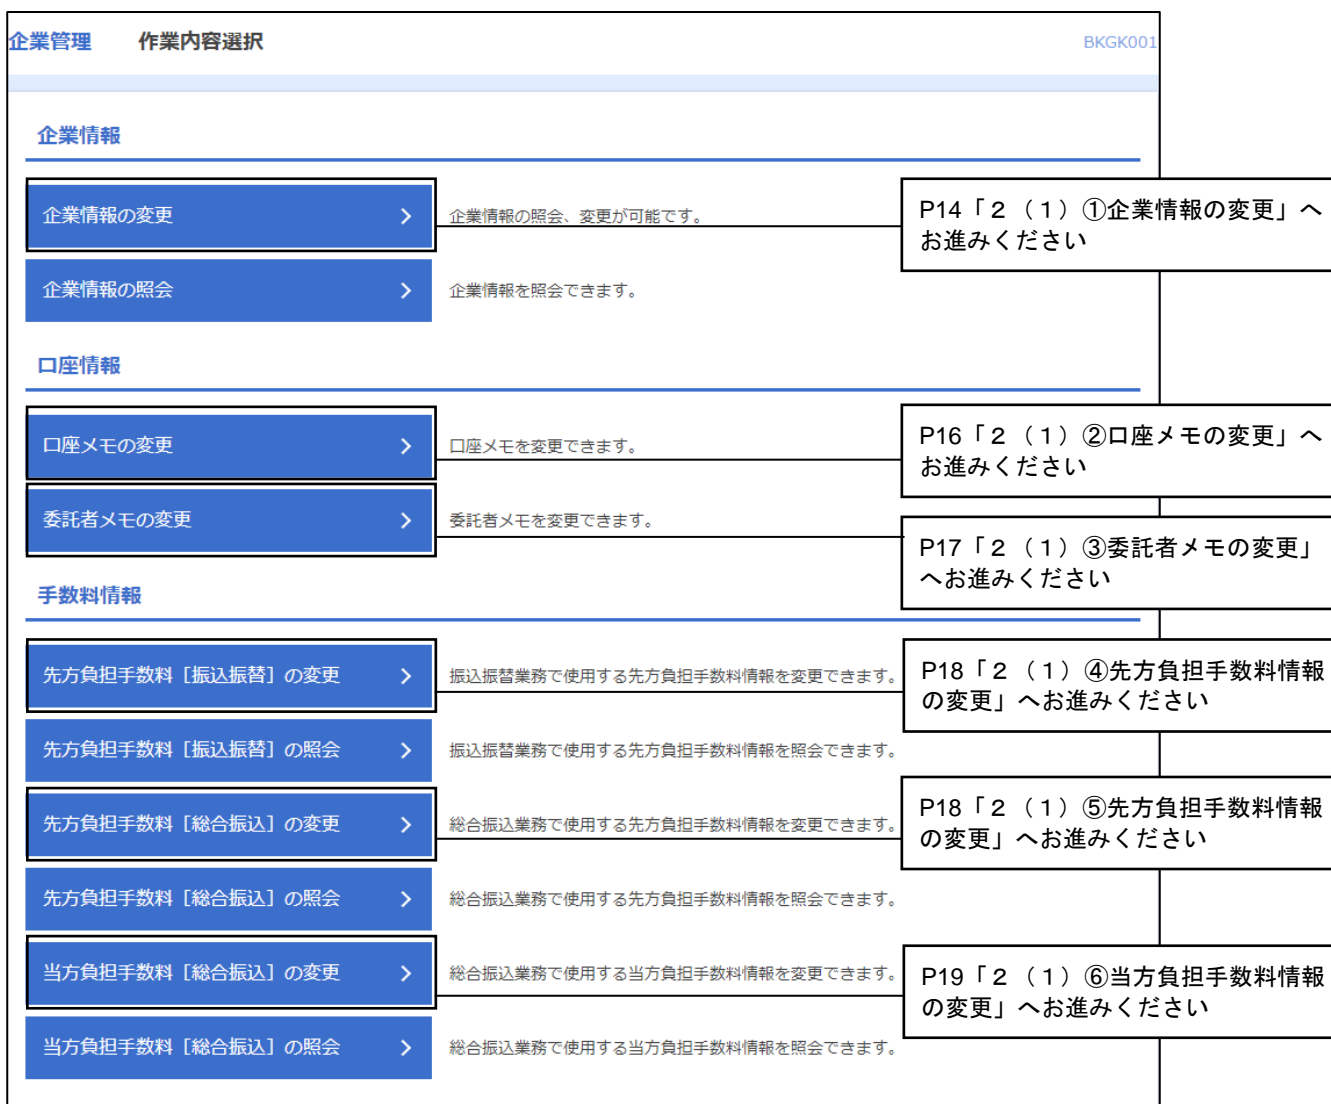 企業管理　作業内容選択　BKGK001
企業情報
企業情報の変更
企業情報の照会、変更が可能です。
P14「２（１）①企業情報の変更」へ
お進みください
企業情報の照会
企業情報を照会できます。
口座情報
口座メモの変更
口座メモを変更できます。
P16「２（１）②口座メモの変更」へ
お進みください
委託者メモの変更
委託者メモを変更できます。
P17「２（１）③委託者メモの変更」
へお進みください
手数料情報
先方負担手数料［振込振替］の変更
振込振替業務で使用する先方負担手数料情報を変更できます。
P18「２（１）④先方負担手数料情報
の変更」へお進みください
先方負担手数料［振込振替］の照会
振込振替業務で使用する先方負担手数料情報を照会できます。
先方負担手数料［総合振込］の変更
総合振込業務で使用する先方負担手数料情報を変更できます。
P18「２（１）⑤先方負担手数料情報
の変更」へお進みください
先方負担手数料［総合振込］の照会
総合振込業務で使用する先方負担手数料情報を照会できます。
当方負担手数料［総合振込］の変更
総合振込業務で使用する当方負担手数料情報を変更できます。
P19「２（１）⑥当方負担手数料情報
の変更」へお進みください
当方負担手数料［総合振込］の照会
総合振込業務で使用する当方負担手数料情報を照会できます。